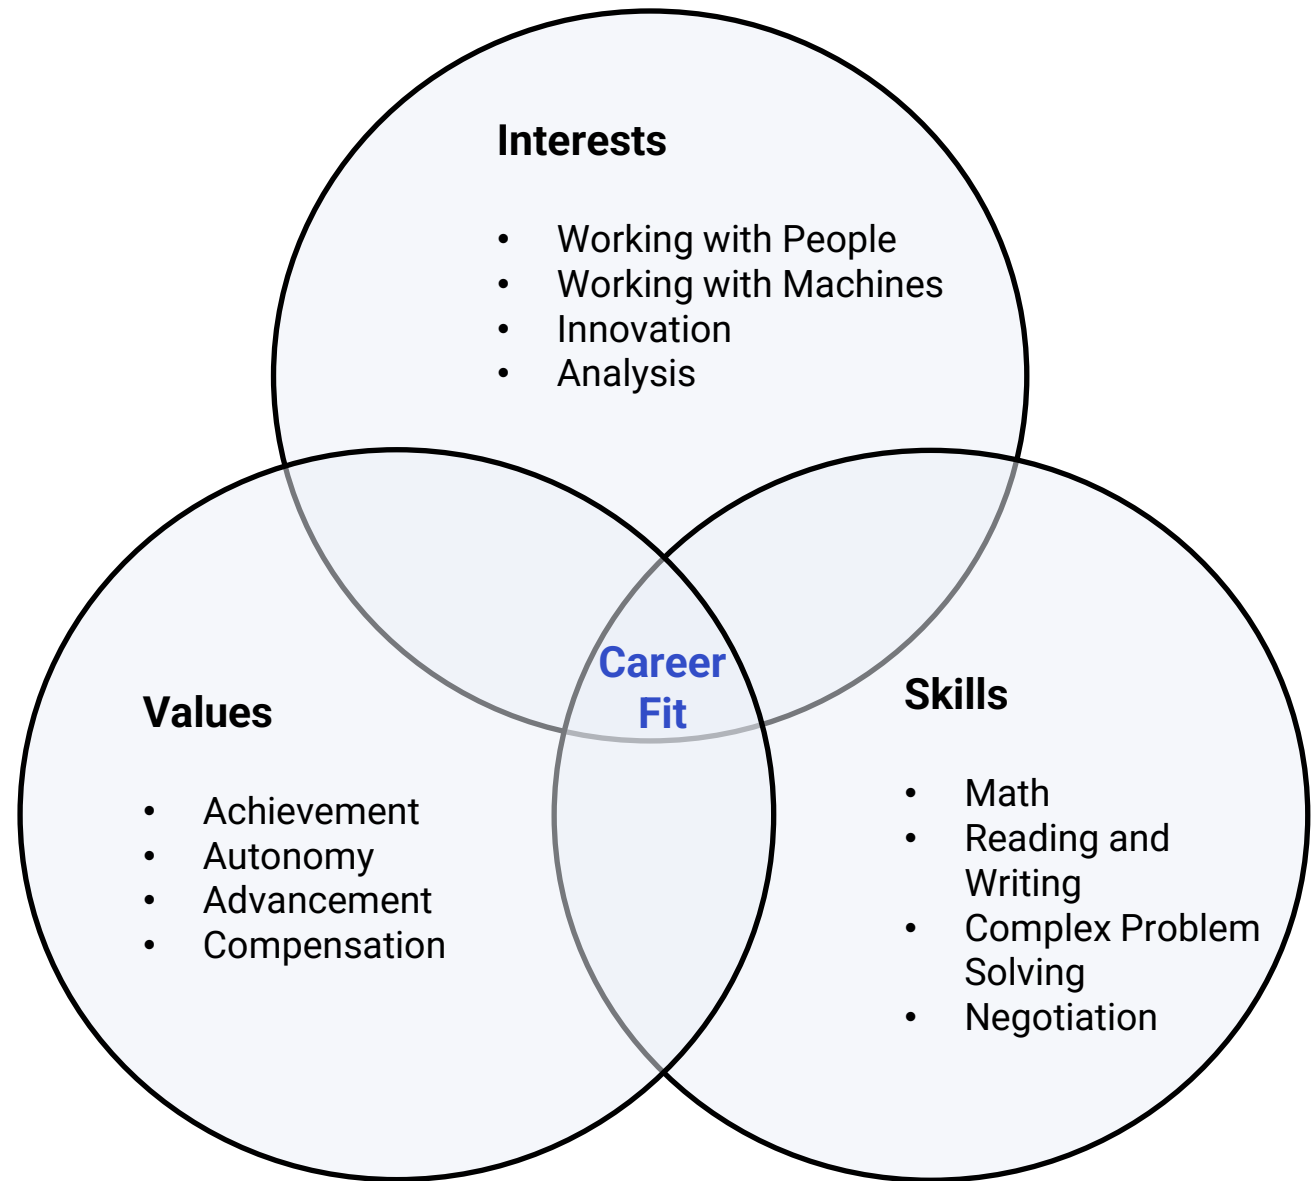 Interests
• Working with People
• Working with Machines
• Innovation
• Analysis
Career
Fit
Values
• Achievement
• Autonomy
• Advancement
• Compensation
Skills
• Math
• Reading and
Writing
• Complex Problem
Solving
• Negotiation